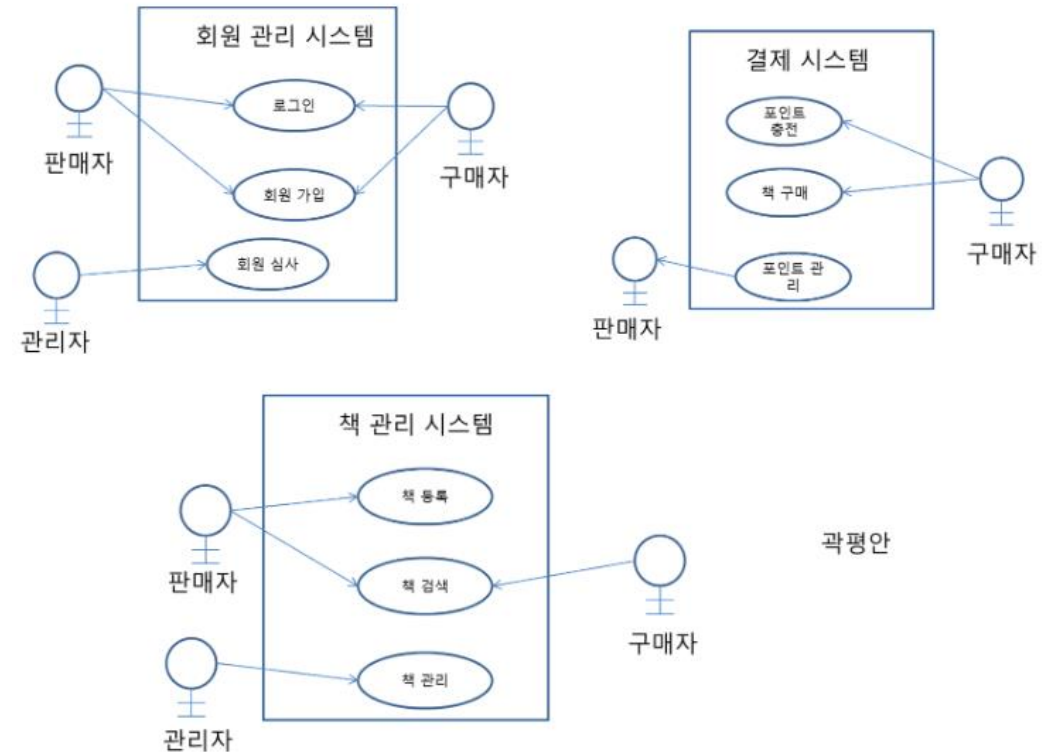 회원 관리 시스템
로그인
회원 가입
회원 심사
판매자
구매자
관리자
결제 시스템
포인트
충전
책 구매
포인트 관
리
구매자
판매자
책 관리 시스템
책 등록
책 검색
책 관리
판매자
구매자
관리자
곽평안